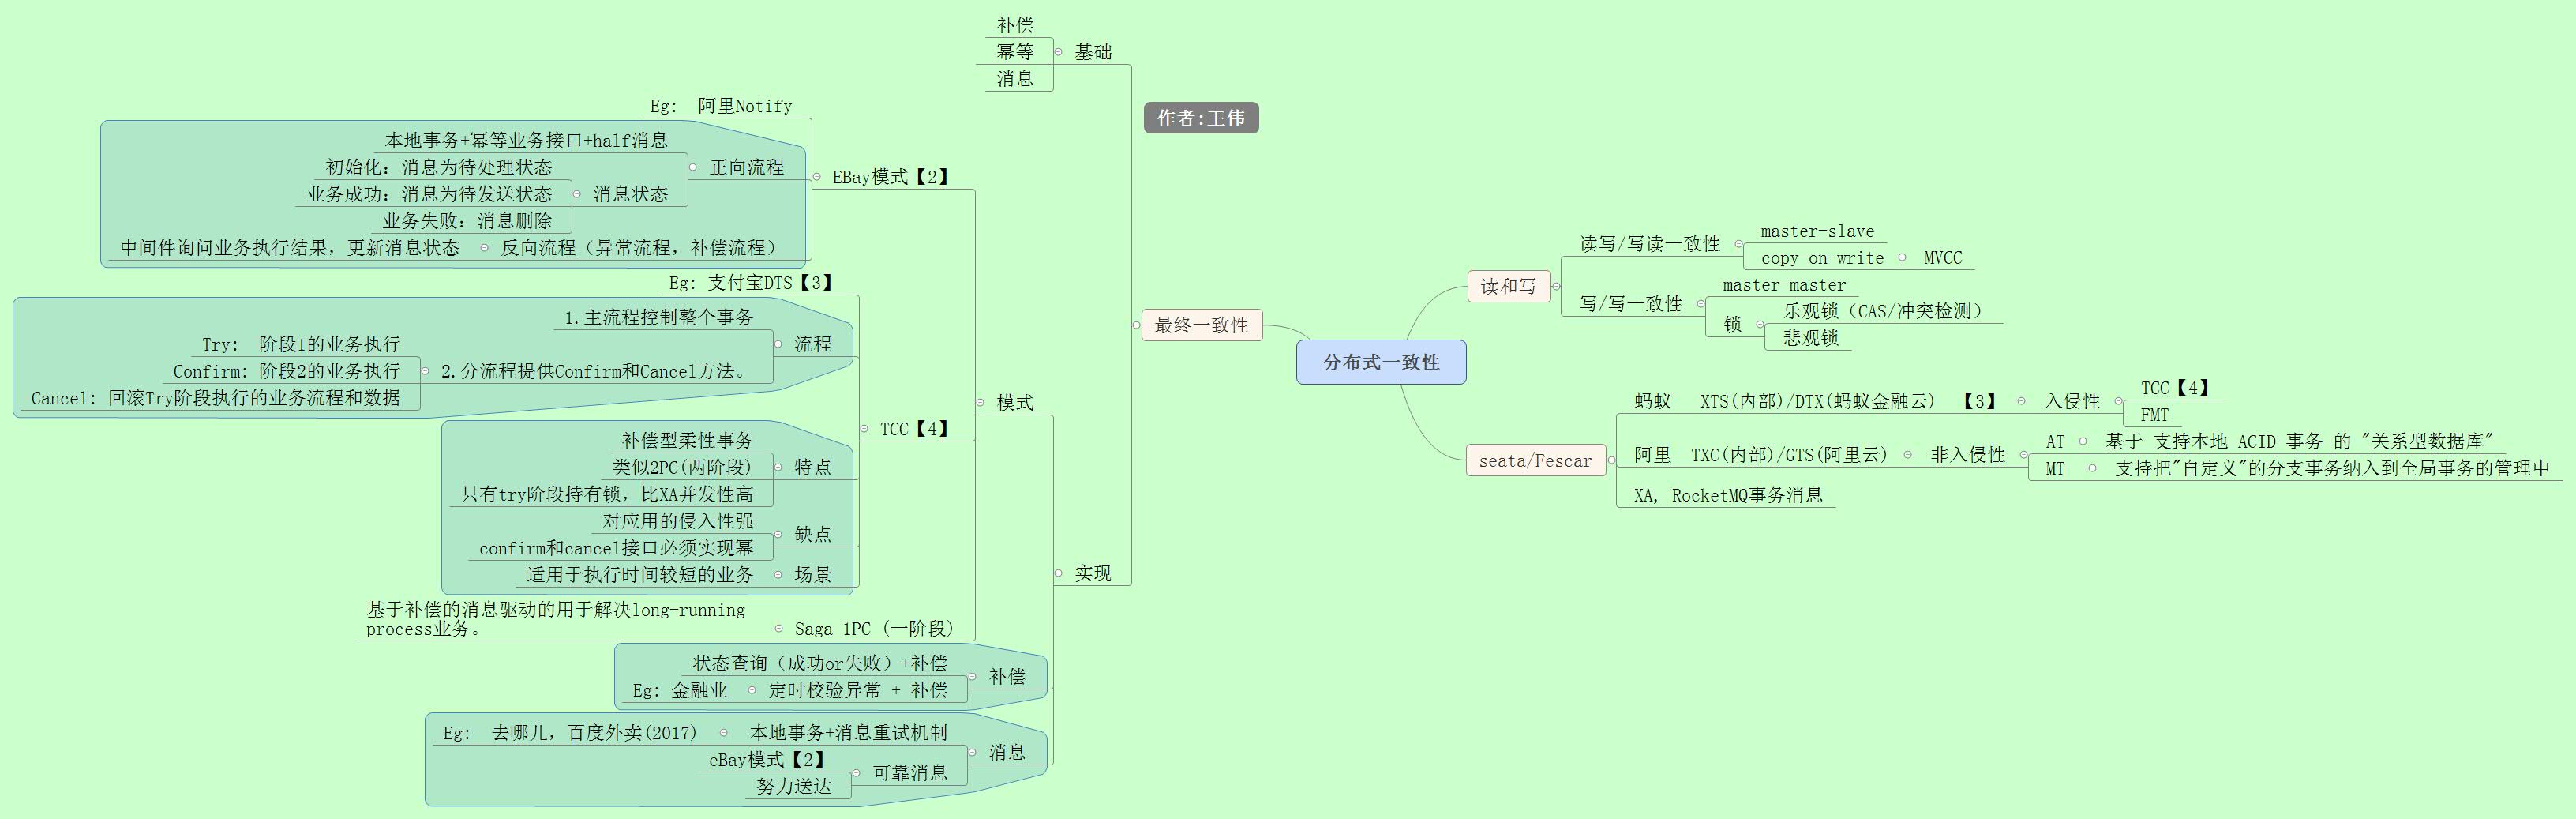 分布式一致性
作者:王伟
最终一致性
基础
补偿
幂等
消息
实现
模式
EBay模式【2】
Eg:  阿里Notify
正向流程
本地事务+幂等业务接口+half消息
消息状态
初始化: 消息为待处理状态
业务成功: 消息为待发送状态
业务失败: 消息删除
反向流程（异常流程，补偿流程）
中间件询问业务执行结果，更新消息状态
TCC【4】
Eg: 支付宝DTS【3】
流程
1.主流程控制整个事务
2.分流程提供Confirm和Cancel方法。
Try:  阶段1的业务执行
Confirm: 阶段2的业务执行
Cancel: 回滚Try阶段执行的业务流程和数据
特点
补偿型柔性事务
类似2PC(两阶段)
只有try阶段持有锁，比XA并发性高
缺点
对应用的侵入性强
confirm和cancel接口必须实现幂
场景
适用于执行时间较短的业务
Saga 1PC (一阶段)
基于补偿的消息驱动的用于解决long-running
process业务。
补偿
状态查询（成功or失败）+补偿
定时校验异常 + 补偿
Eg: 金融业
消息
本地事务+消息重试机制
Eg:  去哪儿，百度外卖(2017)
可靠消息
eBay模式【2】
努力送达
读和写
读写/写读一致性
master-slave
copy-on-write
MVCC
写/写一致性
master-master
锁
乐观锁（CAS/冲突检测）
悲观锁
seata/Fescar
蚂蚁   XTS(内部)/DTX(蚂蚁金融云)  【3】
入侵性
TCC【4】
FMT
阿里  TXC(内部)/GTS(阿里云)
非入侵性
AT
基于 支持本地 ACID 事务 的 "关系型数据库"
MT
支持把"自定义"的分支事务纳入到全局事务的管理中
XA, RocketMQ事务消息